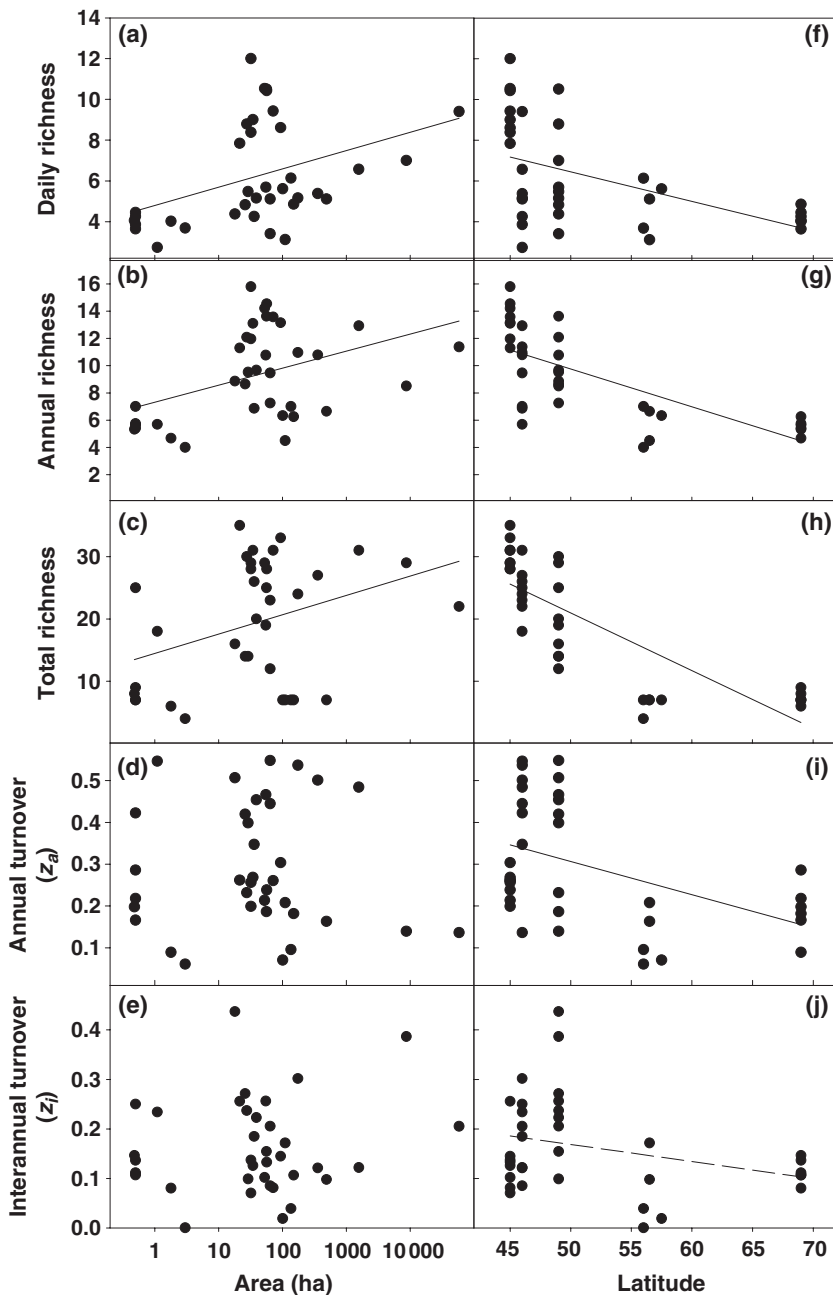 (a)
(f)
Daily richness
14
12
10
8
6
4
(b)
(g)
Annual richness
16
14
12
10
8
6
4
2
(c)
(h)
Total richness
30
20
10
(d)
(i)
Annual turnover
(za)
0.5
0.4
0.3
0.2
0.1
(e)
(j)
Interannual turnover
(zi)
0.4
0.3
0.2
0.1
0.0
1 10 100 1000 10 000
45 50 55 60 65 70
Area (ha)
Latitude